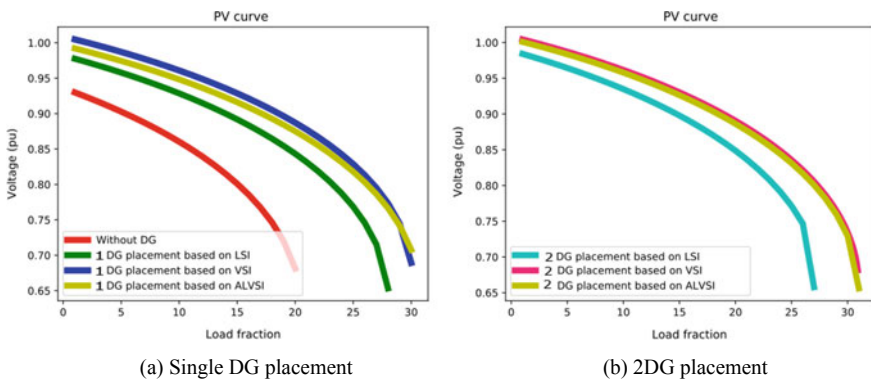 PV curve
1.00
0.95
0.90
0.85
0.80
0.75
0.70
0.65
Voltage (pu)
Without DG
1 DG placement based on LSI
1 DG placement based on VSI
1 DG placement based on ALVSI
0 5 10 15 20 25 30
Load fraction
(a) Single DG placement
PV curve
1.00
0.95
0.90
0.85
0.80
0.75
0.70
0.65
Voltage (pu)
2 DG placement based on LSI
2 DG placement based on VSI
2 DG placement based on ALVSI
0 5 10 15 20 25 30
Load fraction
(b) 2DG placement